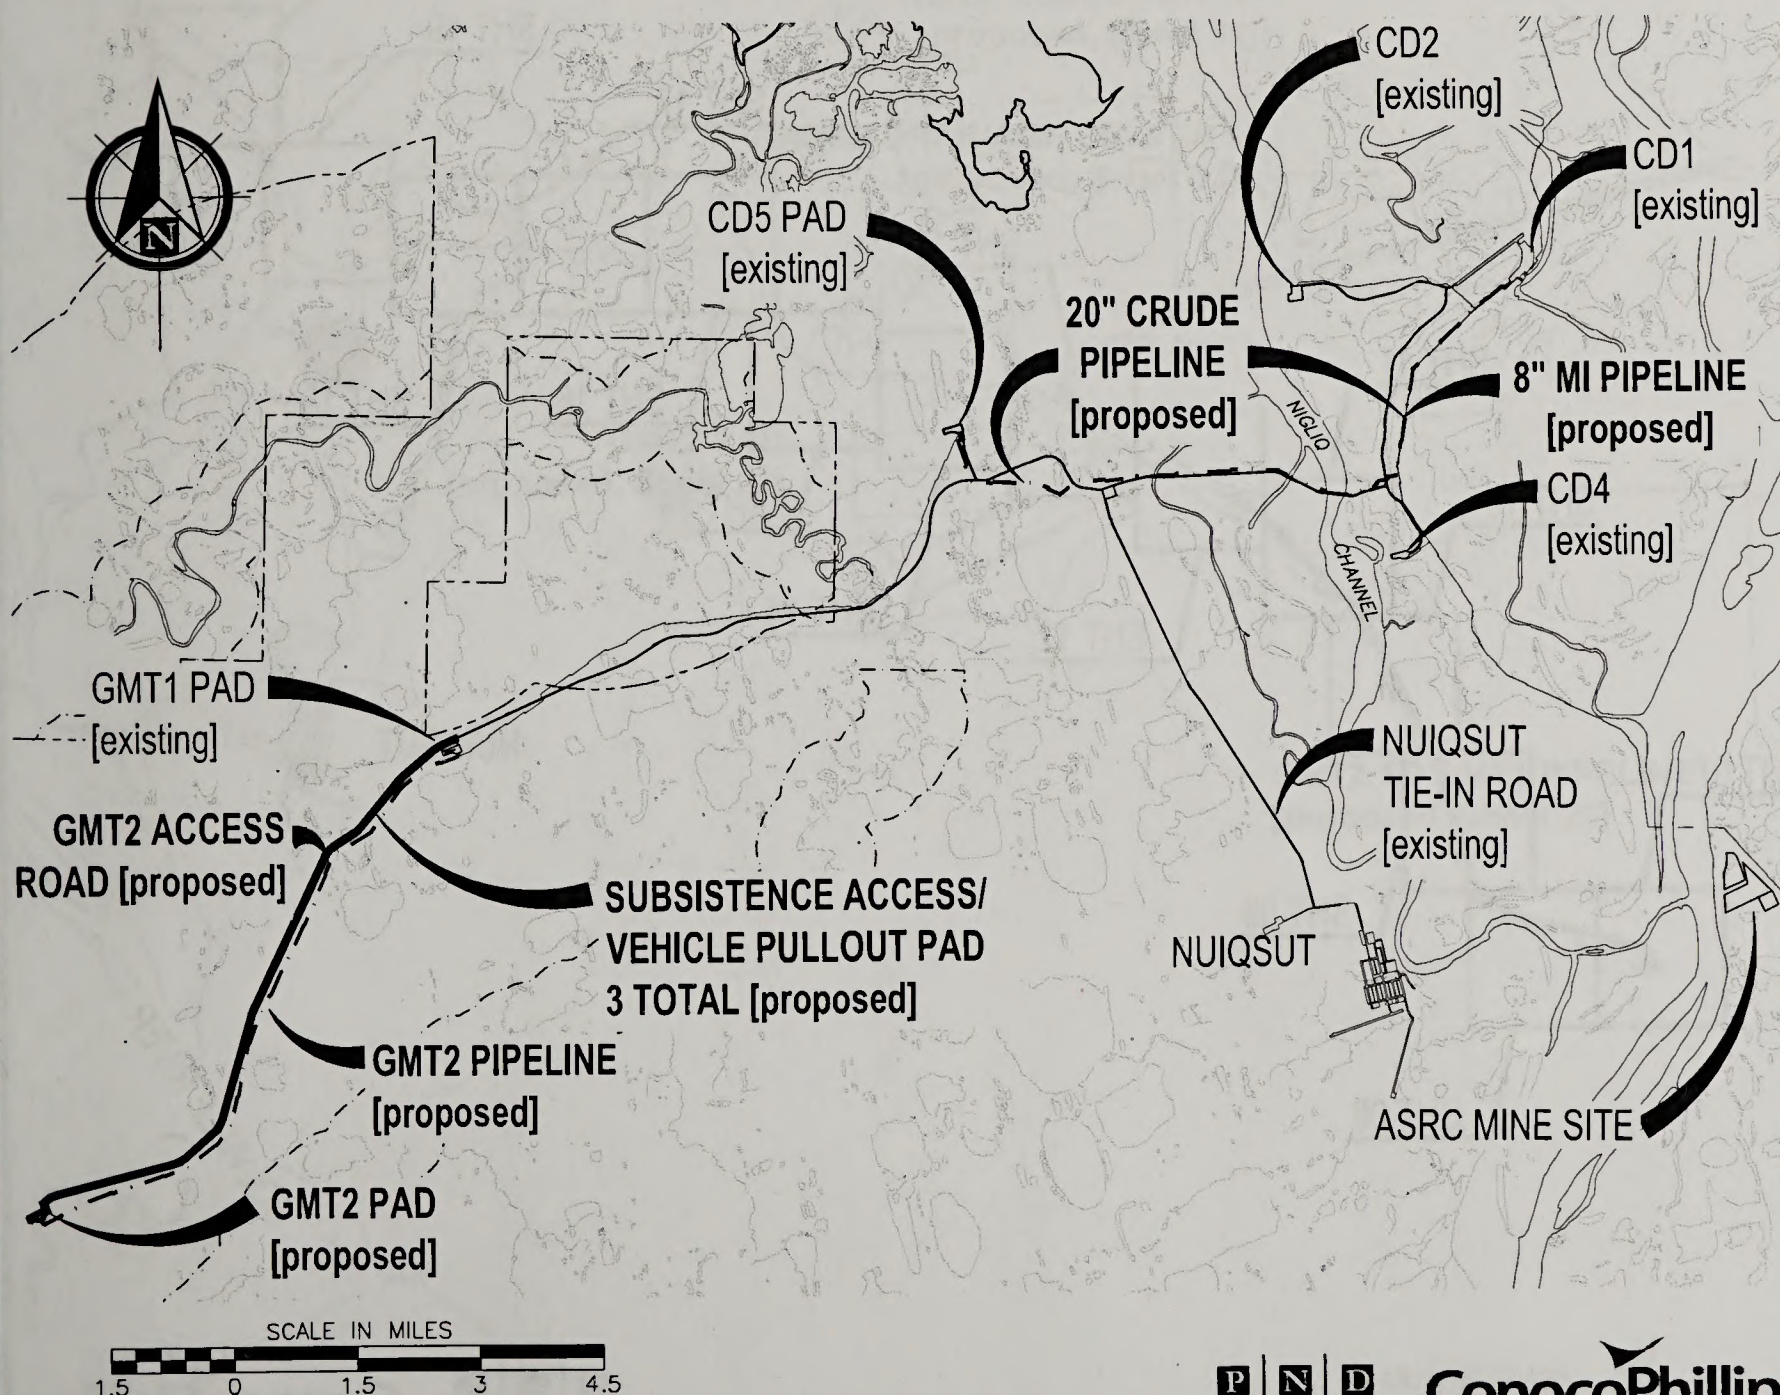 CD2
[existing]
CD1
[existing]
CD5 PAD
[existing]
20" CRUDE
PIPELINE
[proposed]
8" MI PIPELINE
[proposed]
NIGLIQ
CHANNEL
CD4
[existing]
N
GMT1 PAD
[existing]
NUIQSUT
TIE-IN ROAD
[existing]
GMT2 ACCESS
ROAD [proposed]
SUBSISTENCE ACCESS/
VEHICLE PULLOUT PAD
3 TOTAL [proposed]
NUIQSUT
GMT2 PIPELINE
[proposed]
ASRC MINE SITE
GMT2 PAD
[proposed]
SCALE IN MILES
1.5 0 1.5 3 4.5
P N D
ConocoPhillip